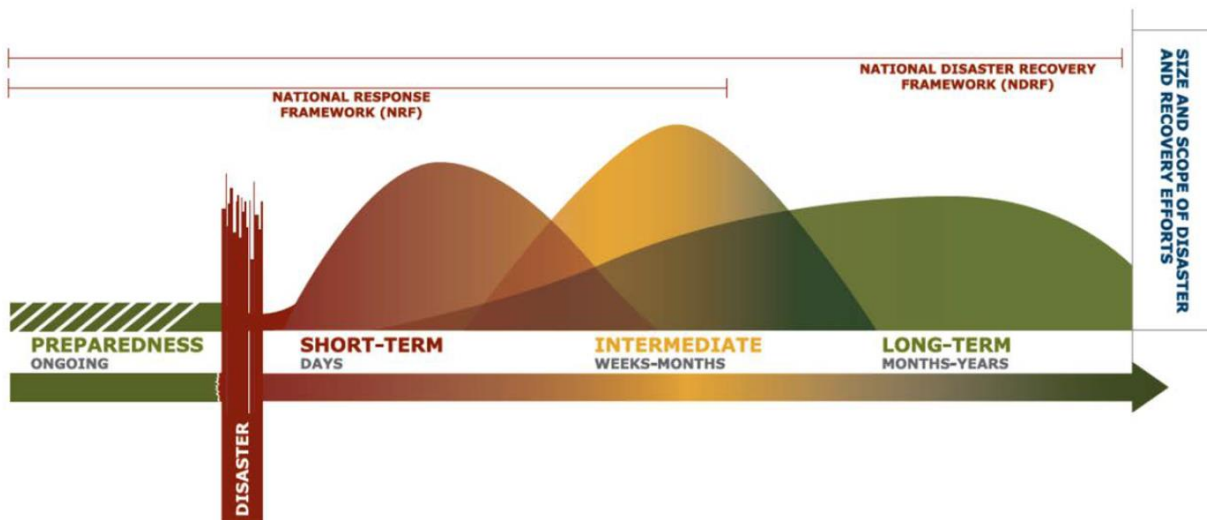 NATIONAL DISASTER RECOVERY
FRAMEWORK (NDRF)
NATIONAL RESPONSE
FRAMEWORK (NRF)
SIZE AND SCOPE OF DISASTER
AND RECOVERY EFFORTS
PREPAREDNESS
ONGOING
SHORT-TERM
DAYS
INTERMEDIATE
WEEKS-MONTHS
LONG-TERM
MONTHS-YEARS
DISASTER